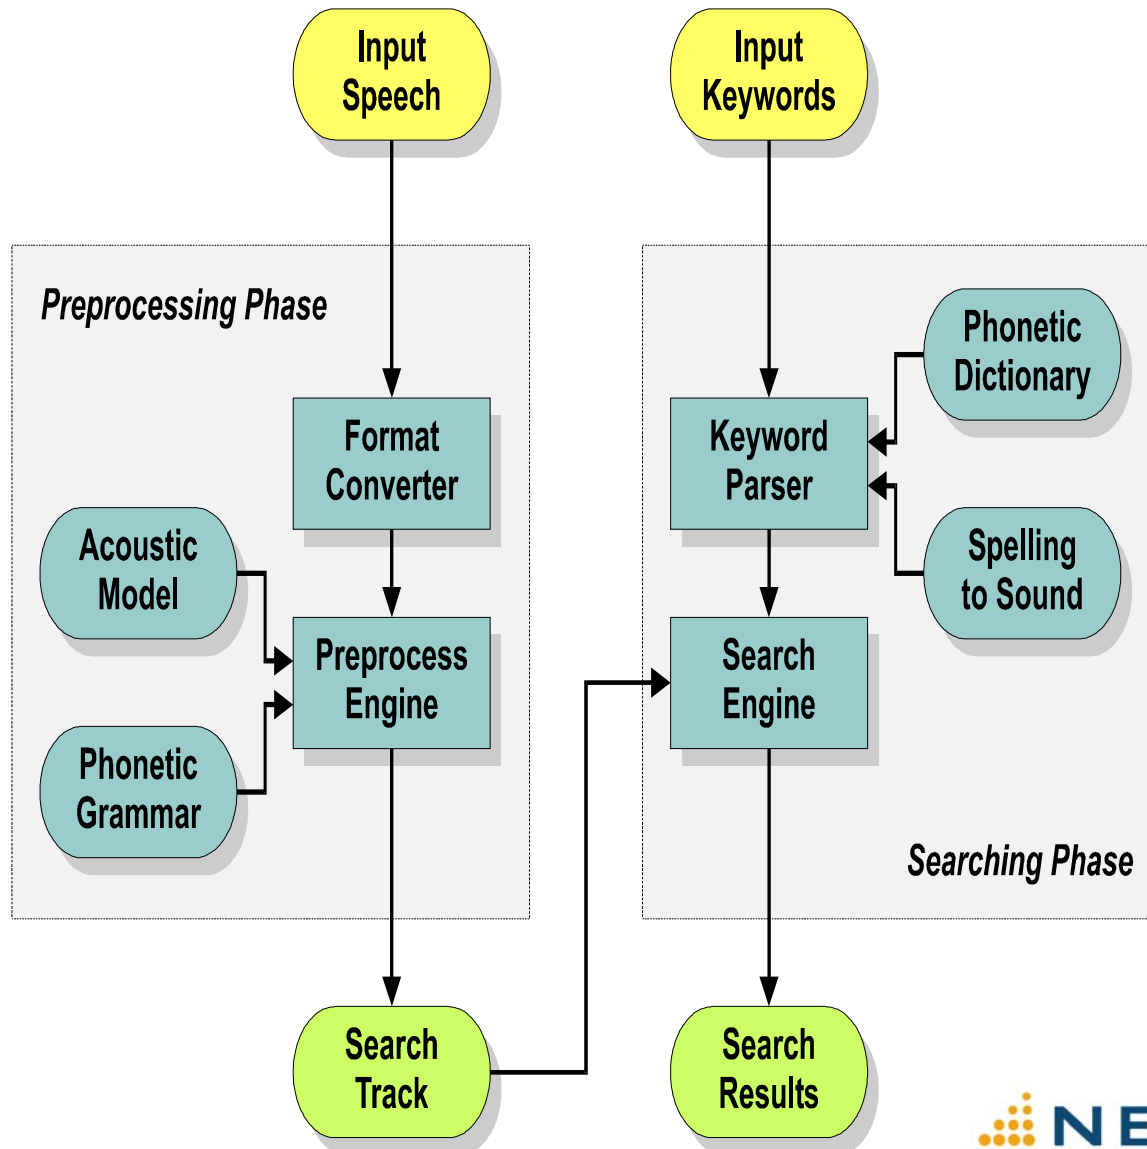 Input
Speech
Input
Keywords
Preprocessing Phase
Phonetic
Dictionary
Format
Converter
Keyword
Parser
Acoustic
Model
Spelling
to Sound
Preprocess
Engine
Search
Engine
Phonetic
Grammar
Searching Phase
Search
Track
Search
Results